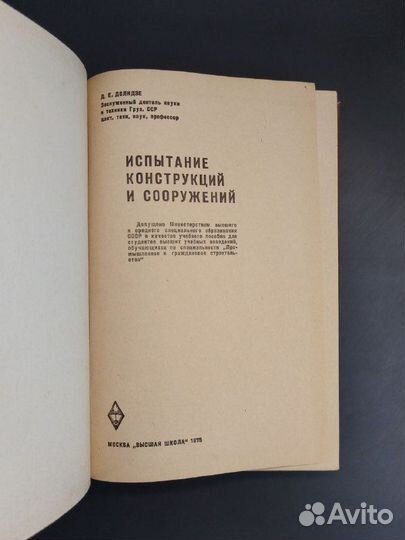 Д. Е. ДОЛИДЗЕ
Заслуженный деятель науки
и техники Груз. ССР
докт. техн. наук, профессор
ИСПЫТАНИЕ
КОНСТРУКЦИЙ
И СООРУЖЕНИЙ
Допущено Министерством высшего
и среднего специального образования
СССР в качестве учебного пособия для
студентов высших учебных заведений,
обучающихся по специальности „Про-
мышленное и гражданское строитель-
ство"
МОСКВА „ВЫСШАЯ ШКОЛА" 1975
Avito